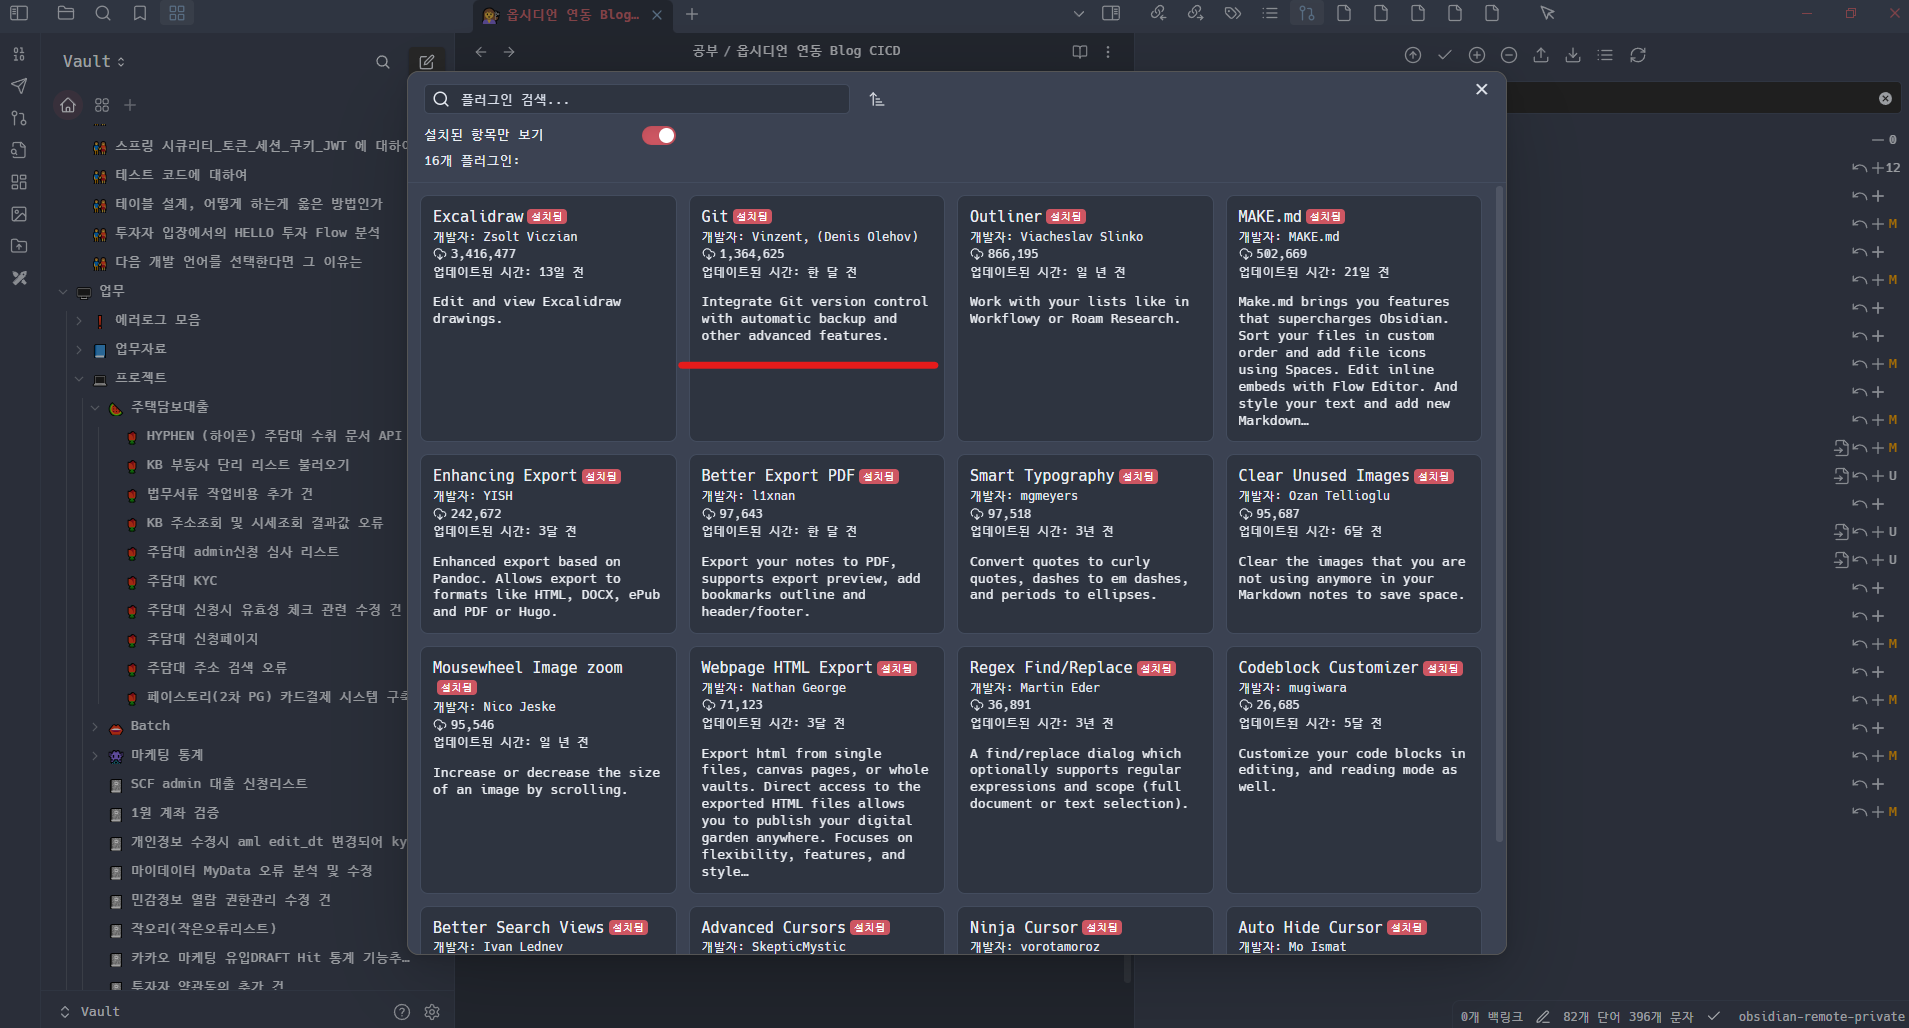 옵시디언 연동 Blog…
Vault
공부 / 옵시디언 연동 Blog CICD
스프링 시큐리티_토큰_세션_쿠키_JWT 에 대하여
테스트 코드에 대하여
테이블 설계, 어떻게 하는게 옳은 방법인가
투자자 입장에서의 HELLO 투자 Flow 분석
다음 개발 언어를 선택한다면 그 이유는
업무
에러로그 모음
업무자료
프로젝트
주택담보대출
HYPHEN (하이픈) 주담대 수취 문서 API
KB 부동사 단리 리스트 불러오기
법무서류 작업비용 추가 건
KB 주소조회 및 시세조회 결과값 오류
주담대 admin신청 심사 리스트
주담대 KYC
주담대 신청시 유효성 체크 관련 수정 건
주담대 신청페이지
주담대 주소 검색 오류
페이스토리(2차 PG) 카드결제 시스템 구축
Batch
마케팅 통계
SCF admin 대출 신청리스트
1원 계좌 검증
개인정보 수정시 aml edit_dt 변경되어 ky
마이데이터 MyData 오류 분석 및 수정
민감정보 열람 권한관리 수정 건
작오리(작은오류리스트)
카카오 마케팅 유입DRAFT Hit 통계 기능추…
투자자 약관동의 추가 건
Vault
플러그인 검색...
설치된 항목만 보기
16개 플러그인:
Excalidraw 설치됨
개발자: Zsolt Viczian
3,416,477
업데이트된 시간: 13일 전
Edit and view Excalidraw
drawings.
Git 설치됨
개발자: Vinzent, (Denis Olehov)
1,364,625
업데이트된 시간: 한 달 전
Integrate Git version control
with automatic backup and
other advanced features.
Outliner 설치됨
개발자: Viacheslav Slinko
866,195
업데이트된 시간: 일 년 전
Work with your lists like in
Workflowy or Roam Research.
MAKE.md 설치됨
개발자: MAKE.md
502,669
업데이트된 시간: 21일 전
Make.md brings you features
that supercharges Obsidian.
Sort your files in custom
order and add file icons
using Spaces. Edit inline
embeds with Flow Editor. And
style your text and add new
Markdown…
Enhancing Export 설치됨
개발자: YISH
242,672
업데이트된 시간: 3달 전
Enhanced export based on
Pandoc. Allows export to
formats like HTML, DOCX, ePub
and PDF or Hugo.
Better Export PDF 설치됨
개발자: l1xnan
97,643
업데이트된 시간: 한 달 전
Export your notes to PDF,
supports export preview, add
bookmarks outline and
header/footer.
Smart Typography 설치됨
개발자: mgmeyers
97,518
업데이트된 시간: 3년 전
Convert quotes to curly
quotes, dashes to em dashes,
and periods to ellipses.
Clear Unused Images 설치됨
개발자: Ozan Tellioglu
95,687
업데이트된 시간: 6달 전
Clear the images that you are
not using anymore in your
Markdown notes to save space.
Mousewheel Image zoom
설치됨
개발자: Nico Jeske
95,546
업데이트된 시간: 일 년 전
Increase or decrease the size
of an image by scrolling.
Webpage HTML Export 설치됨
개발자: Nathan George
71,123
업데이트된 시간: 3달 전
Export html from single
files, canvas pages, or whole
vaults. Direct access to the
exported HTML files allows
you to publish your digital
garden anywhere. Focuses on
flexibility, features, and
style…
Regex Find/Replace 설치됨
개발자: Martin Eder
36,891
업데이트된 시간: 3년 전
A find/replace dialog which
optionally supports regular
expressions and scope (full
document or text selection).
Codeblock Customizer 설치됨
개발자: mugiwara
26,685
업데이트된 시간: 5달 전
Customize your code blocks in
editing, and reading mode as
well.
Better Search Views 설치됨
개발자: Ivan Lednev
Advanced Cursors 설치됨
개발자: SkepticMystic
Ninja Cursor 설치됨
개발자: vorotamoroz
Auto Hide Cursor 설치됨
개발자: Mo Ismat
0
12
M
M
M
M
M
U
U
U
M
M
M
M
0개 백링크 82개 단어 396개 문자 obsidian-remote-private